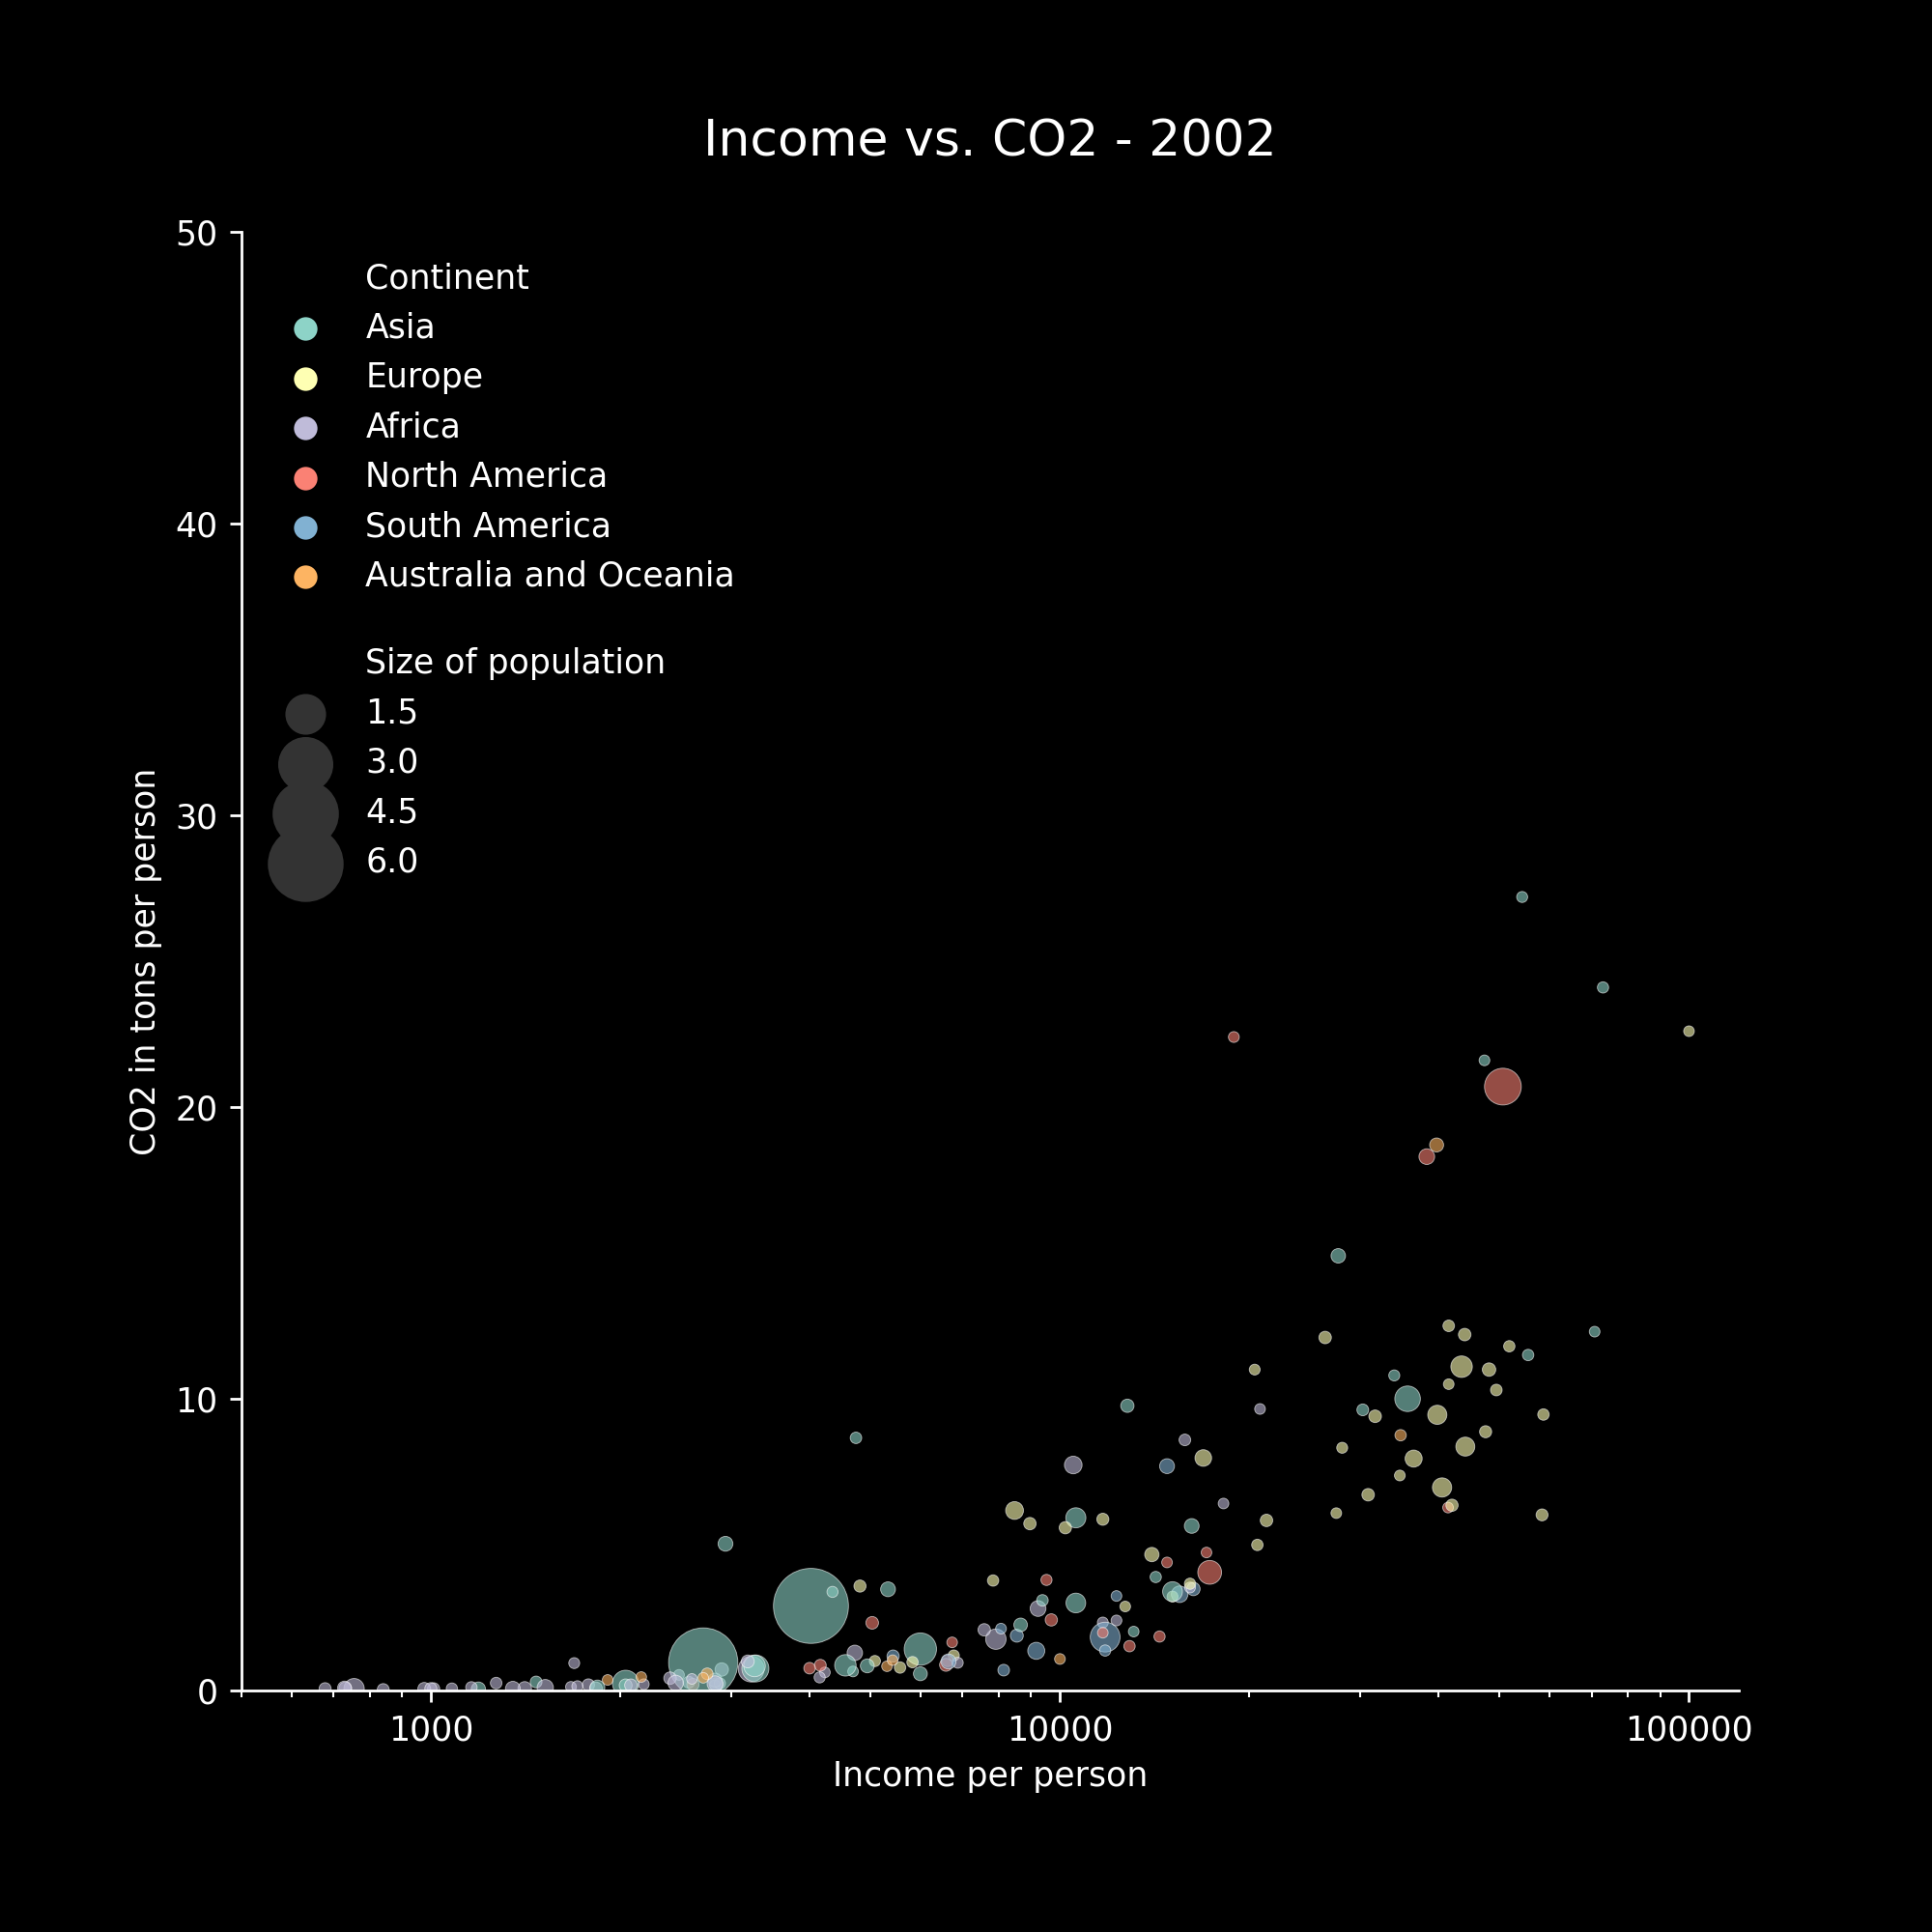 Income vs. CO2 - 2002
50
40
30
20
10
0
CO2 in tons per person
Continent
Asia
Europe
Africa
North America
South America
Australia and Oceania
Size of population
1.5
3.0
4.5
6.0
1000
10000
100000
Income per person